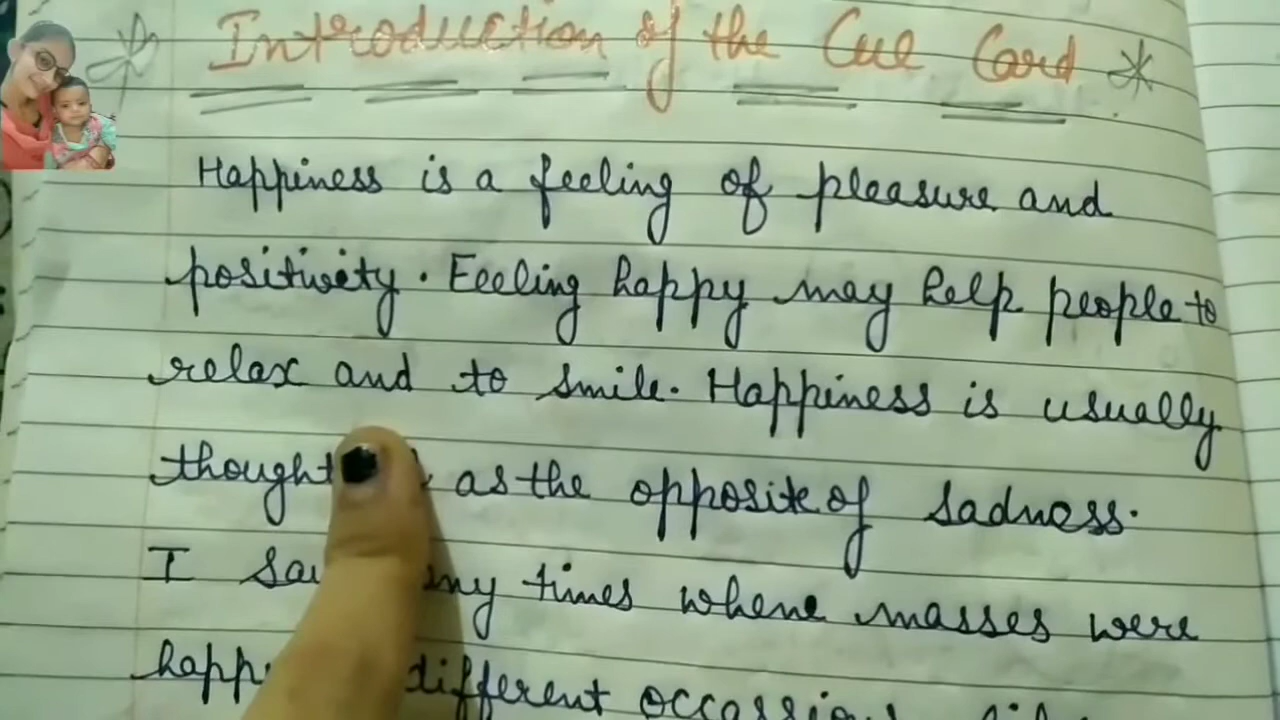 Introduction of the Cue Card
Happiness is a feeling of pleasure and
positivity. Feeling happy may help people to
relax and to smile. Happiness is usually
thought as the opposite of sadness.
I times where masses were
different